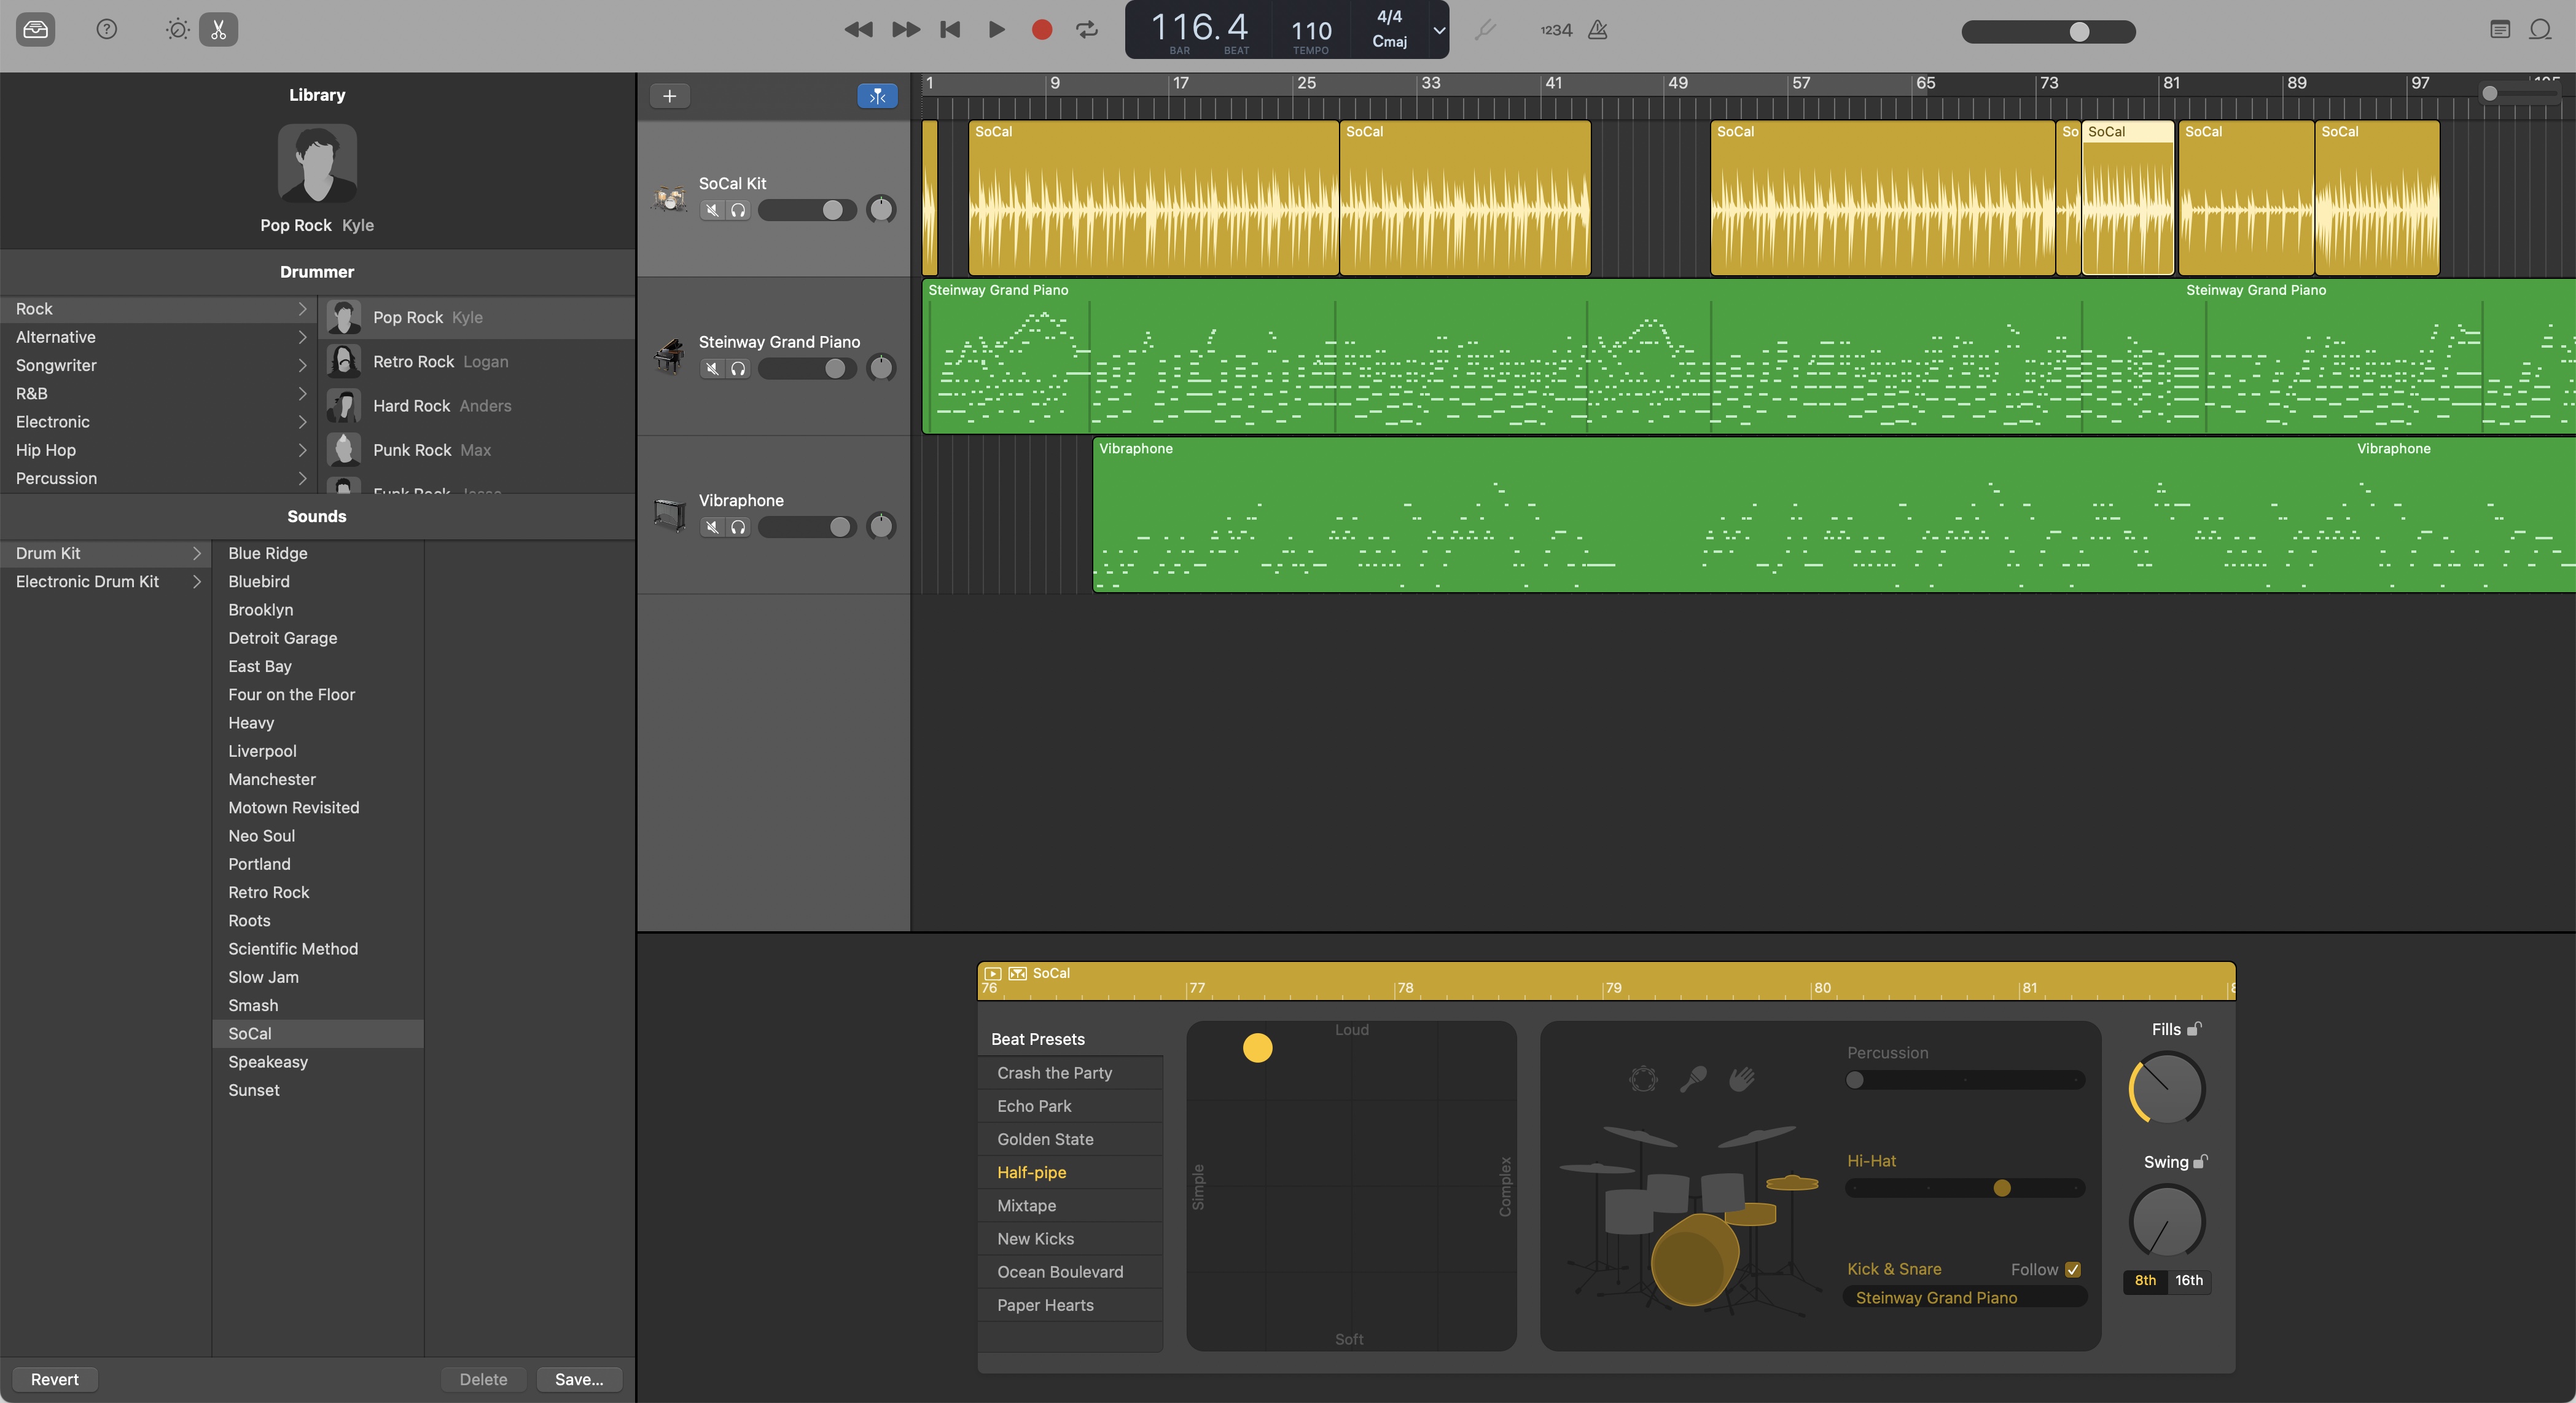 1234
116.4
BAR
BEAT
110
TEMPO
4/4
Cmaj
Library
Pop Rock Kyle
Drummer
Rock
Alternative
Songwriter
R&B
Electronic
Hip Hop
Percussion
Pop Rock Kyle
Retro Rock Logan
Hard Rock Anders
Punk Rock Max
Sounds
Drum Kit
Electronic Drum Kit
Blue Ridge
Bluebird
Brooklyn
Detroit Garage
East Bay
Four on the Floor
Heavy
Liverpool
Manchester
Motown Revisited
Neo Soul
Portland
Retro Rock
Roots
Scientific Method
Slow Jam
Smash
SoCal
Speakeasy
Sunset
Revert
Delete
Save...
1 9 17 25 33 41 49 57 65 73 81 89 97
SoCal Kit
SoCal
SoCal
SoCal
So
SoCal
SoCal
SoCal
Steinway Grand Piano
Steinway Grand Piano
Steinway Grand Piano
Vibraphone
Vibraphone
Vibraphone
SoCal
76 77 78 79 80 81
Beat Presets
Crash the Party
Echo Park
Golden State
Half-pipe
Mixtape
New Kicks
Ocean Boulevard
Paper Hearts
Loud
Simple
Complex
Soft
Percussion
Hi-Hat
Kick & Snare
Follow
Steinway Grand Piano
Fills
Swing
8th
16th